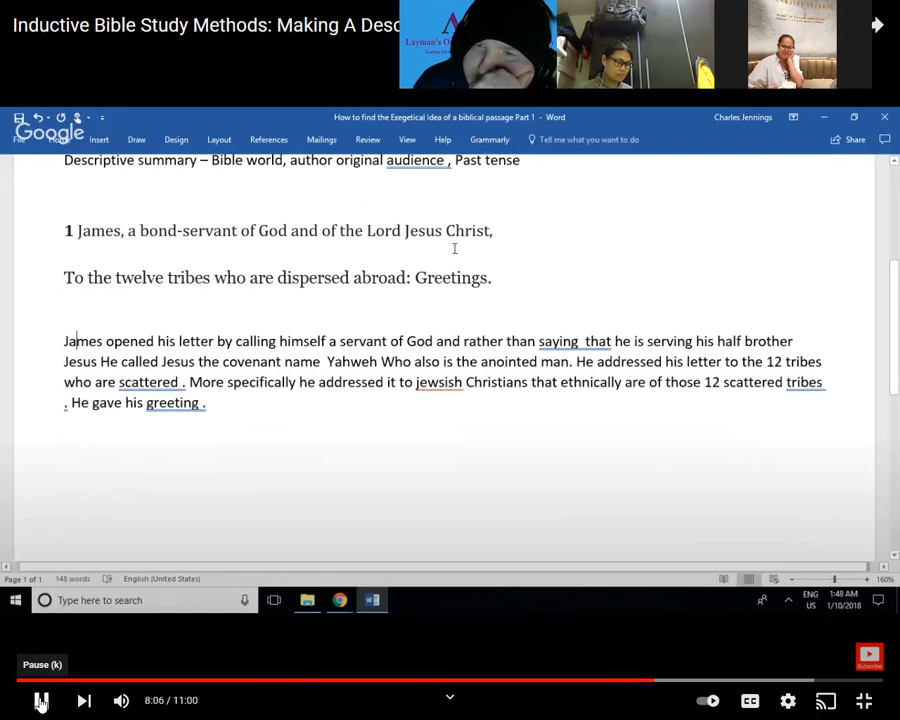 Inductive Bible Study Methods: Making A Desc
Layman's O
How to find the Exegetical Idea of a biblical passage Part 1 - Word
Charles Jennings
Google
File Home Insert Draw Design Layout References Mailings Review View Help Grammarly Tell me what you want to do Share
Descriptive summary – Bible world, author original audience , Past tense
1 James, a bond-servant of God and of the Lord Jesus Christ,
To the twelve tribes who are dispersed abroad: Greetings.
James opened his letter by calling himself a servant of God and rather than saying  that he is serving his half brother
Jesus He called Jesus the covenant name  Yahweh Who also is the anointed man. He addressed his letter to the 12 tribes
who are scattered . More specifically he addressed it to jewsish Christians that ethnically are of those 12 scattered tribes
. He gave his greeting .
Page 1 of 1 148 words English (United States) 160%
Type here to search
W
ENG
US
1:48 AM
1/10/2018
Subscribe
Pause (k)
8:06 / 11:00
CC